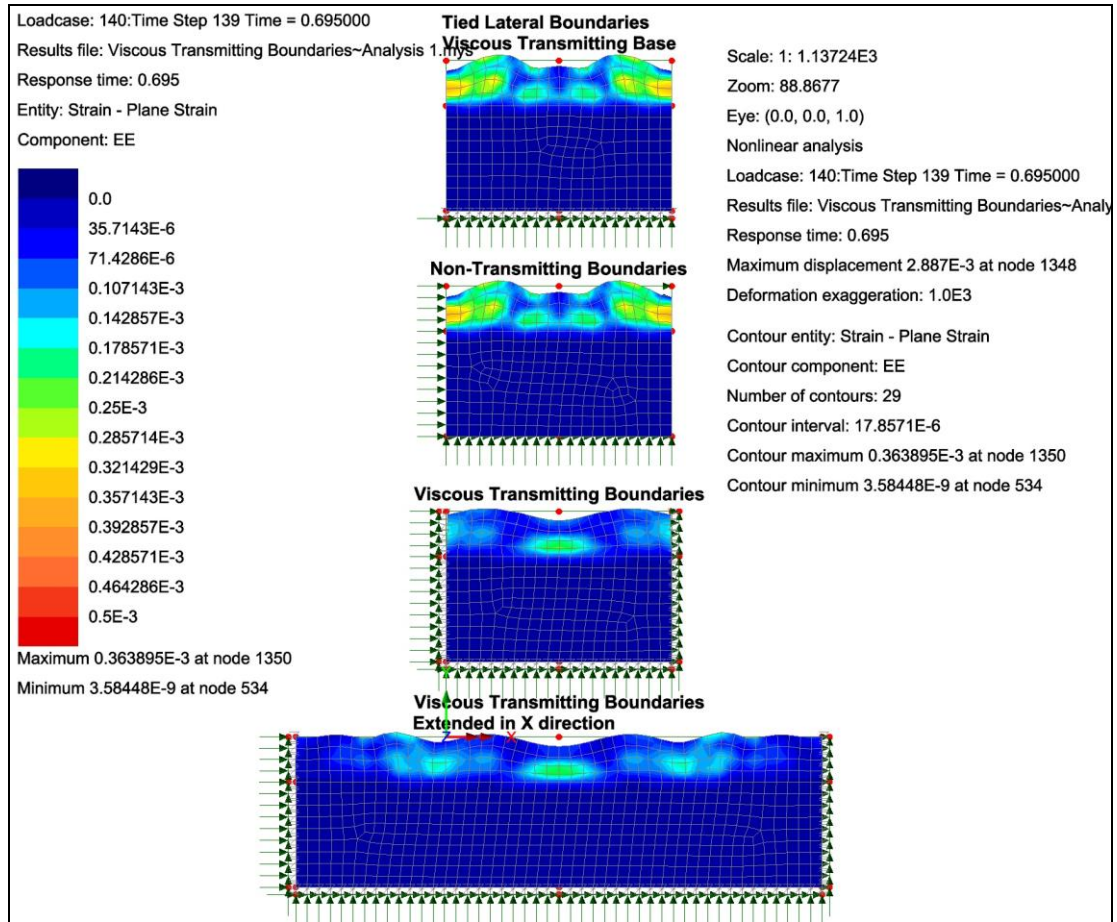 Loadcase: 140:Time Step 139 Time = 0.695000
Results file: Viscous Transmitting Boundaries~Analysis 1.mys
Response time: 0.695
Entity: Strain - Plane Strain
Component: EE
0.0
35.7143E-6
71.4286E-6
0.107143E-3
0.142857E-3
0.178571E-3
0.214286E-3
0.25E-3
0.285714E-3
0.321429E-3
0.357143E-3
0.392857E-3
0.428571E-3
0.464286E-3
0.5E-3
Maximum 0.363895E-3 at node 1350
Minimum 3.58448E-9 at node 534
Tied Lateral Boundaries
Viscous Transmitting Base
Non-Transmitting Boundaries
Viscous Transmitting Boundaries
Y
Viscous Transmitting Boundaries
Extended in X direction
Z
X
Scale: 1: 1.13724E3
Zoom: 88.8677
Eye: (0.0, 0.0, 1.0)
Nonlinear analysis
Loadcase: 140:Time Step 139 Time = 0.695000
Results file: Viscous Transmitting Boundaries~Analy
Response time: 0.695
Maximum displacement 2.887E-3 at node 1348
Deformation exaggeration: 1.0E3
Contour entity: Strain - Plane Strain
Contour component: EE
Number of contours: 29
Contour interval: 17.8571E-6
Contour maximum 0.363895E-3 at node 1350
Contour minimum 3.58448E-9 at node 534